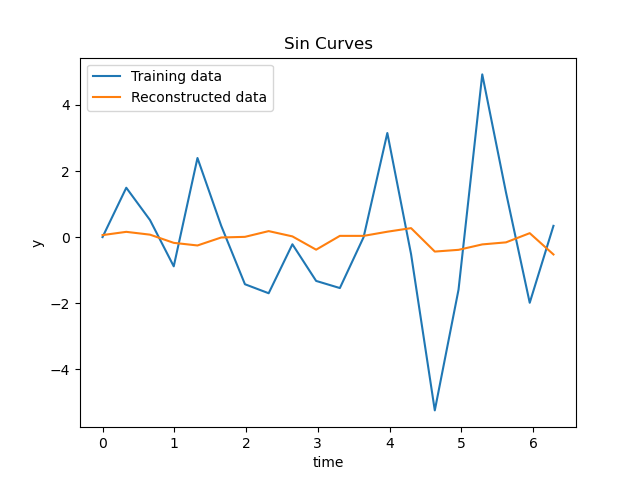 Sin Curves
Training data
Reconstructed data
4
2
0
−2
−4
y
0 1 2 3 4 5 6
time